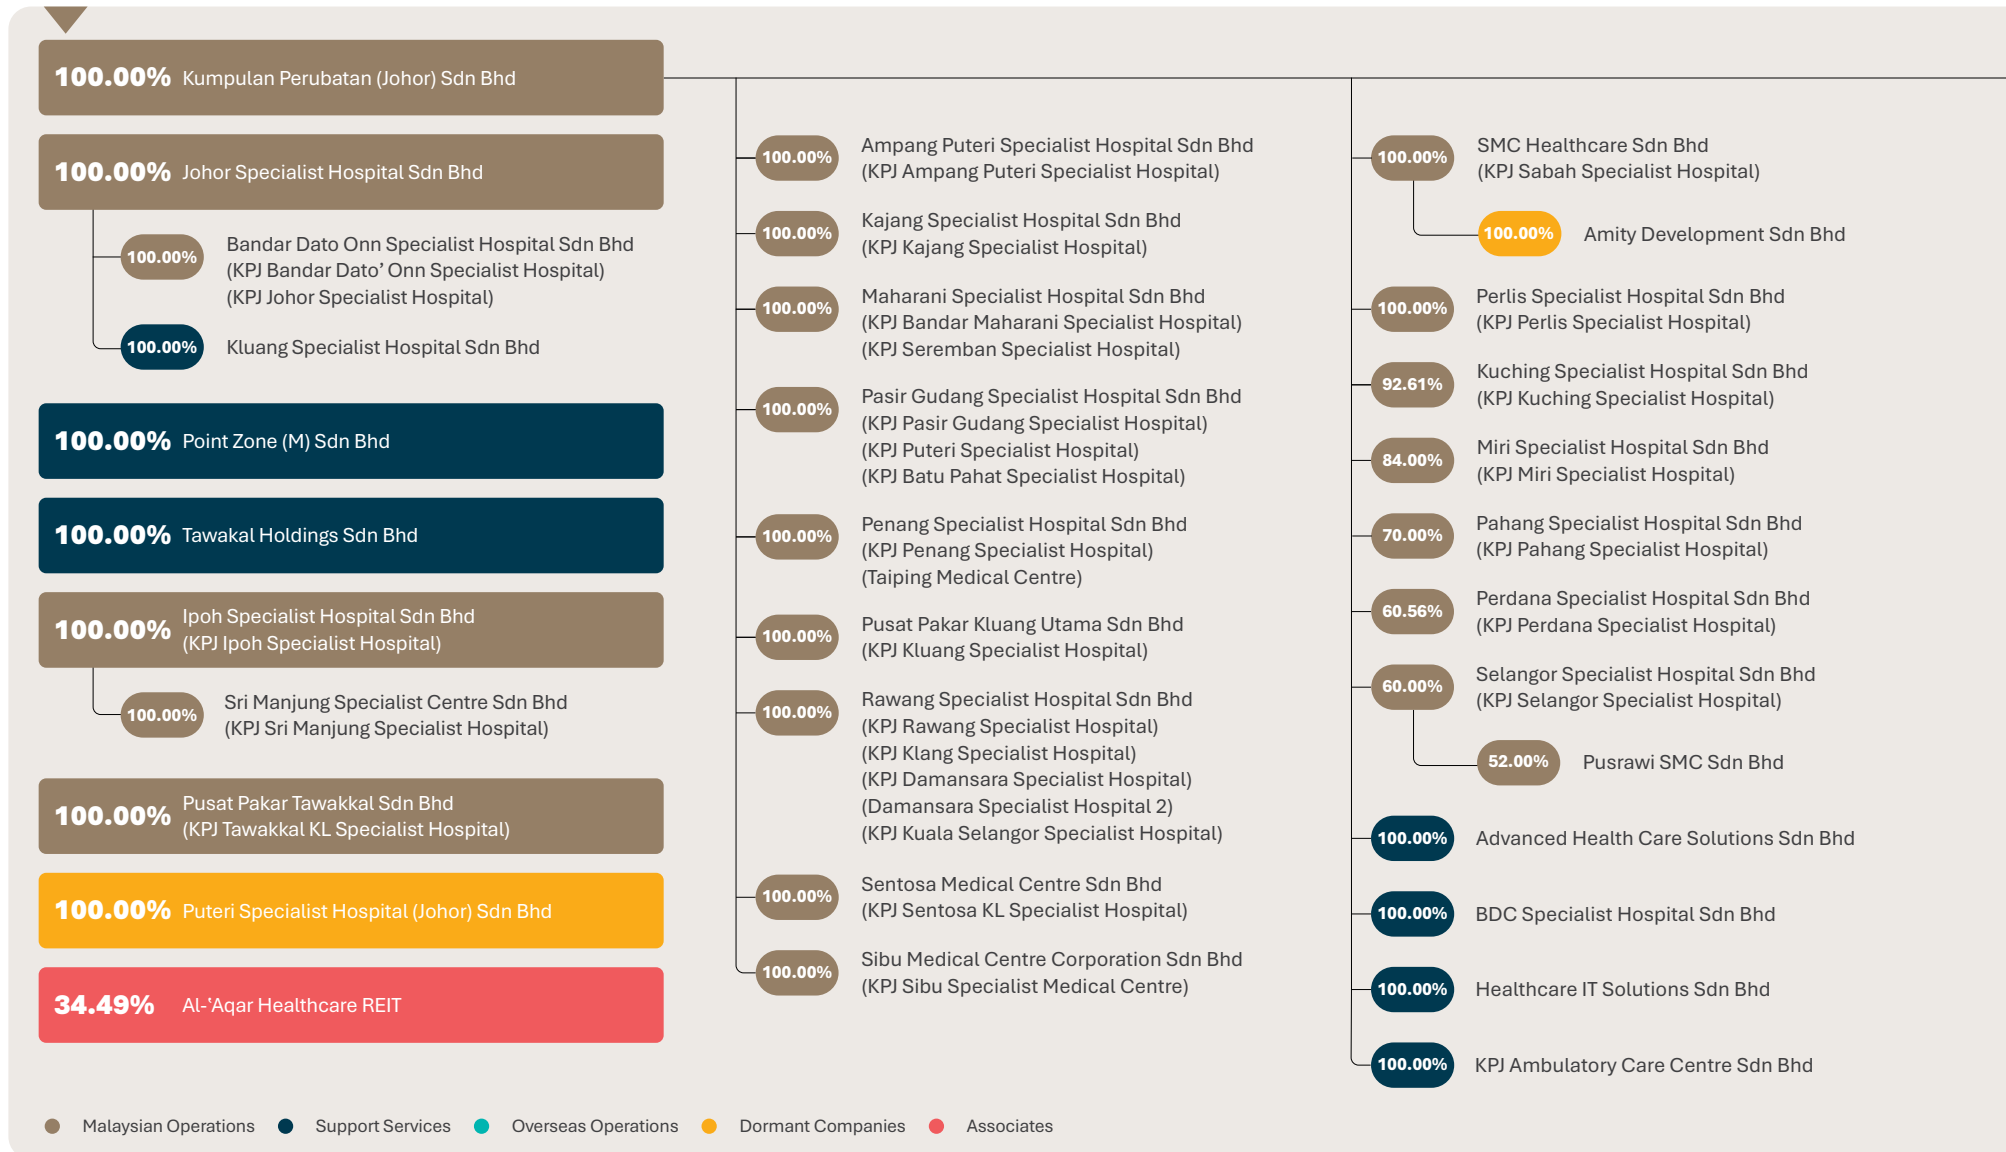 100.00% Kumpulan Perubatan (Johor) Sdn Bhd
100.00% Johor Specialist Hospital Sdn Bhd
100.00% Bandar Dato Onn Specialist Hospital Sdn Bhd
(KPJ Bandar Dato’ Onn Specialist Hospital)
(KPJ Johor Specialist Hospital)
100.00% Kluang Specialist Hospital Sdn Bhd
100.00% Point Zone (M) Sdn Bhd
100.00% Tawakal Holdings Sdn Bhd
100.00% Ipoh Specialist Hospital Sdn Bhd
(KPJ Ipoh Specialist Hospital)
100.00% Sri Manjung Specialist Centre Sdn Bhd
(KPJ Sri Manjung Specialist Hospital)
100.00% Pusat Pakar Tawakkal Sdn Bhd
(KPJ Tawakkal KL Specialist Hospital)
100.00% Puteri Specialist Hospital (Johor) Sdn Bhd
34.49% Al-‛Aqar Healthcare REIT
100.00% Ampang Puteri Specialist Hospital Sdn Bhd
(KPJ Ampang Puteri Specialist Hospital)
100.00% Kajang Specialist Hospital Sdn Bhd
(KPJ Kajang Specialist Hospital)
100.00% Maharani Specialist Hospital Sdn Bhd
(KPJ Bandar Maharani Specialist Hospital)
(KPJ Seremban Specialist Hospital)
100.00% Pasir Gudang Specialist Hospital Sdn Bhd
(KPJ Pasir Gudang Specialist Hospital)
(KPJ Puteri Specialist Hospital)
(KPJ Batu Pahat Specialist Hospital)
100.00% Penang Specialist Hospital Sdn Bhd
(KPJ Penang Specialist Hospital)
(Taiping Medical Centre)
100.00% Pusat Pakar Kluang Utama Sdn Bhd
(KPJ Kluang Specialist Hospital)
100.00% Rawang Specialist Hospital Sdn Bhd
(KPJ Rawang Specialist Hospital)
(KPJ Klang Specialist Hospital)
(KPJ Damansara Specialist Hospital)
(Damansara Specialist Hospital 2)
(KPJ Kuala Selangor Specialist Hospital)
100.00% Sentosa Medical Centre Sdn Bhd
(KPJ Sentosa KL Specialist Hospital)
100.00% Sibu Medical Centre Corporation Sdn Bhd
(KPJ Sibu Specialist Medical Centre)
100.00% SMC Healthcare Sdn Bhd
(KPJ Sabah Specialist Hospital)
100.00% Amity Development Sdn Bhd
100.00% Perlis Specialist Hospital Sdn Bhd
(KPJ Perlis Specialist Hospital)
92.61% Kuching Specialist Hospital Sdn Bhd
(KPJ Kuching Specialist Hospital)
84.00% Miri Specialist Hospital Sdn Bhd
(KPJ Miri Specialist Hospital)
70.00% Pahang Specialist Hospital Sdn Bhd
(KPJ Pahang Specialist Hospital)
60.56% Perdana Specialist Hospital Sdn Bhd
(KPJ Perdana Specialist Hospital)
60.00% Selangor Specialist Hospital Sdn Bhd
(KPJ Selangor Specialist Hospital)
52.00% Pusrawi SMC Sdn Bhd
100.00% Advanced Health Care Solutions Sdn Bhd
100.00% BDC Specialist Hospital Sdn Bhd
100.00% Healthcare IT Solutions Sdn Bhd
100.00% KPJ Ambulatory Care Centre Sdn Bhd
Malaysian Operations Support Services Overseas Operations Dormant Companies Associates